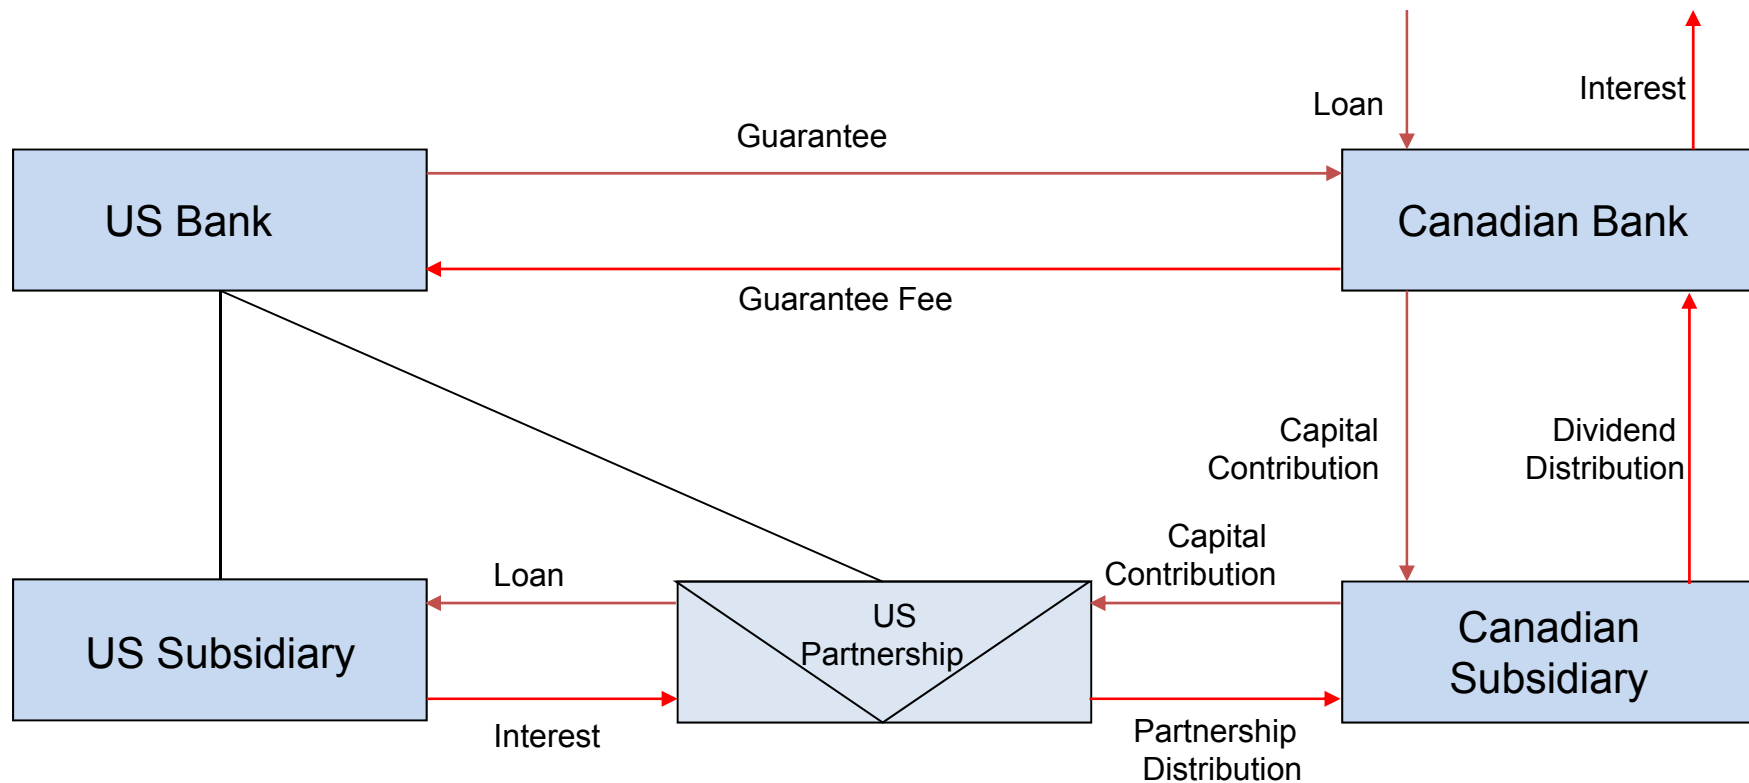 Interest
Loan
Guarantee
US Bank
Canadian Bank
Guarantee Fee
Capital
Contribution
Dividend
Distribution
Capital
Contribution
Loan
US
Partnership
Canadian
Subsidiary
US Subsidiary
Interest
Partnership
Distribution